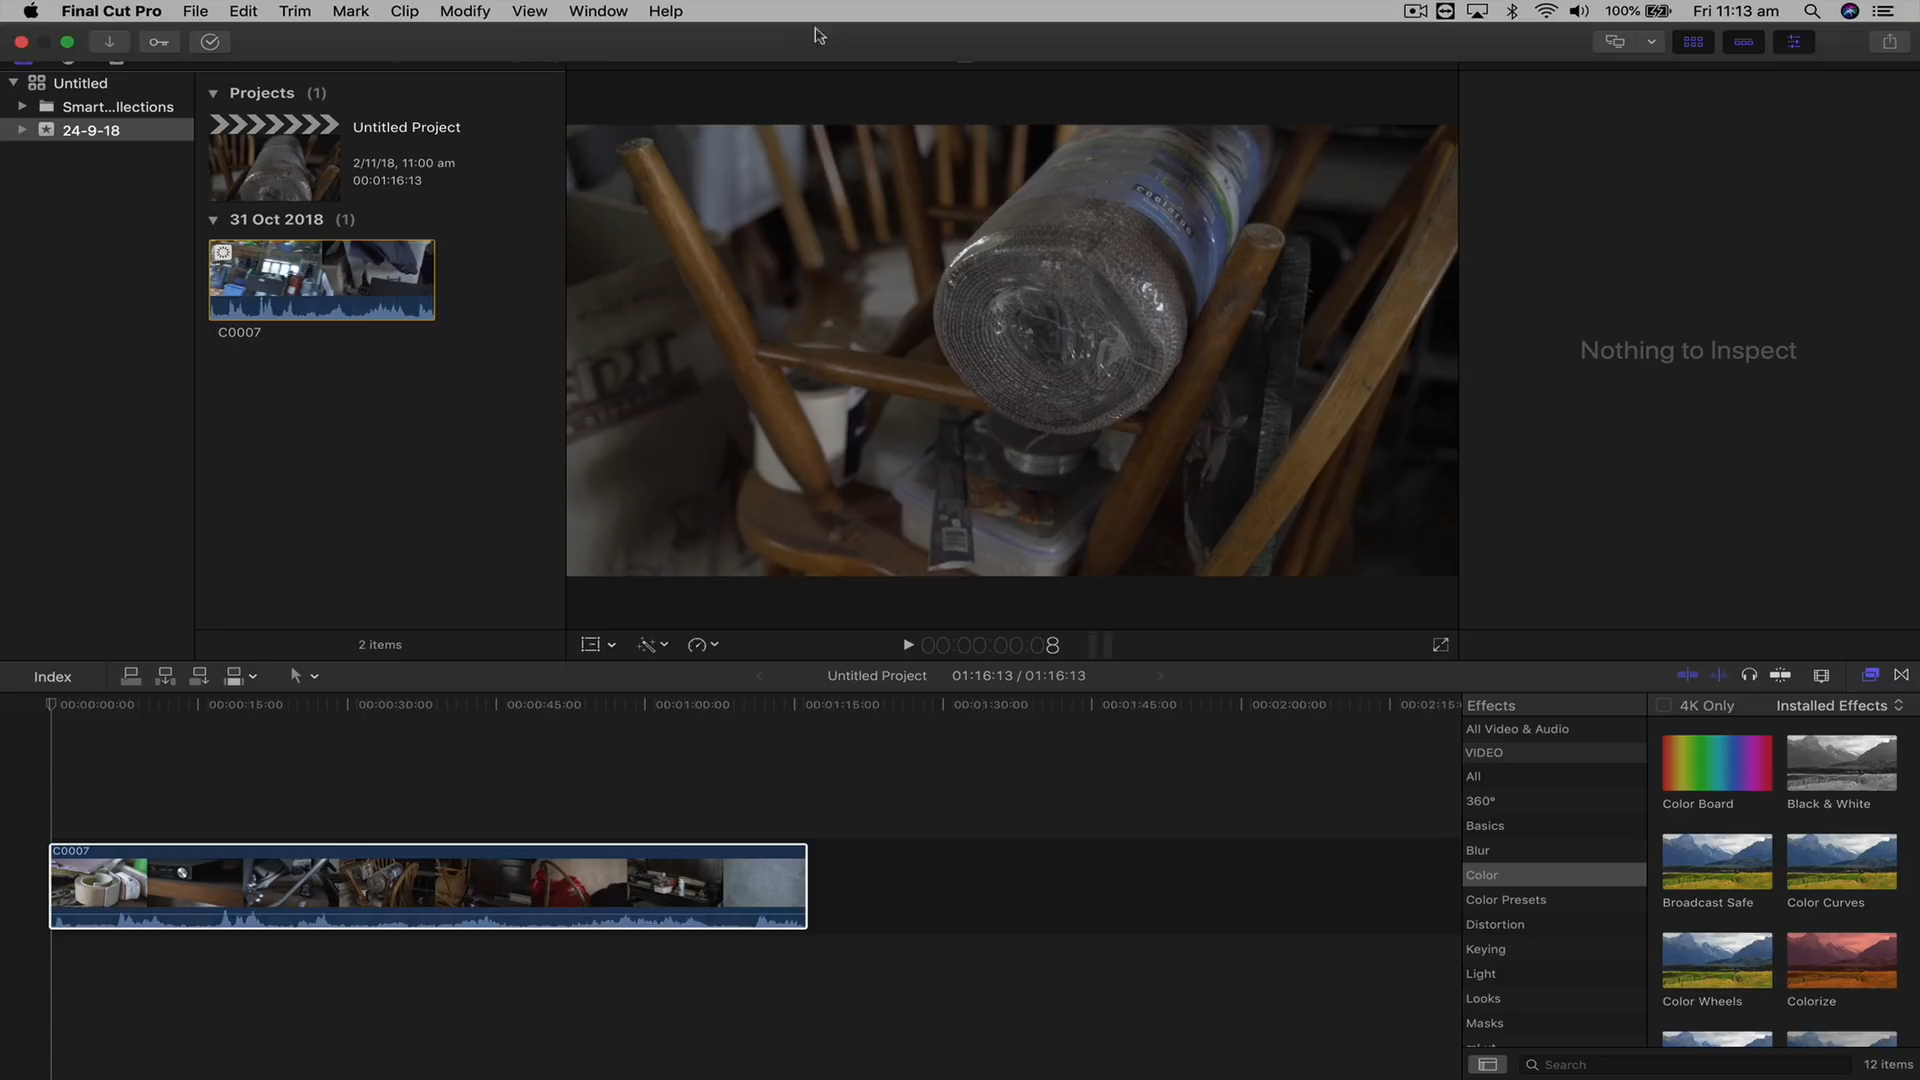 Final Cut Pro File Edit Trim Mark Clip Modify View Window Help 100% Fri 11:13 am
Untitled
Smart...llections
24-9-18
Projects (1)
Untitled Project
2/11/18, 11:00 am
00:01:16:13
31 Oct 2018 (1)
C0007
2 items
coolaroo
Nothing to Inspect
00:00:00:08
Index
Untitled Project
01:16:13 / 01:16:13
00:00:00:00 00:00:15:00 00:00:30:00 00:00:45:00 00:01:00:00 00:01:15:00 00:01:30:00 00:01:45:00 00:02:00:00 00:02:15:0
C0007
Effects
4K Only
Installed Effects
All Video & Audio
VIDEO
All
360°
Basics
Blur
Color
Color Presets
Distortion
Keying
Light
Looks
Masks
Color Board
Black & White
Broadcast Safe
Color Curves
Color Wheels
Colorize
Search
12 items